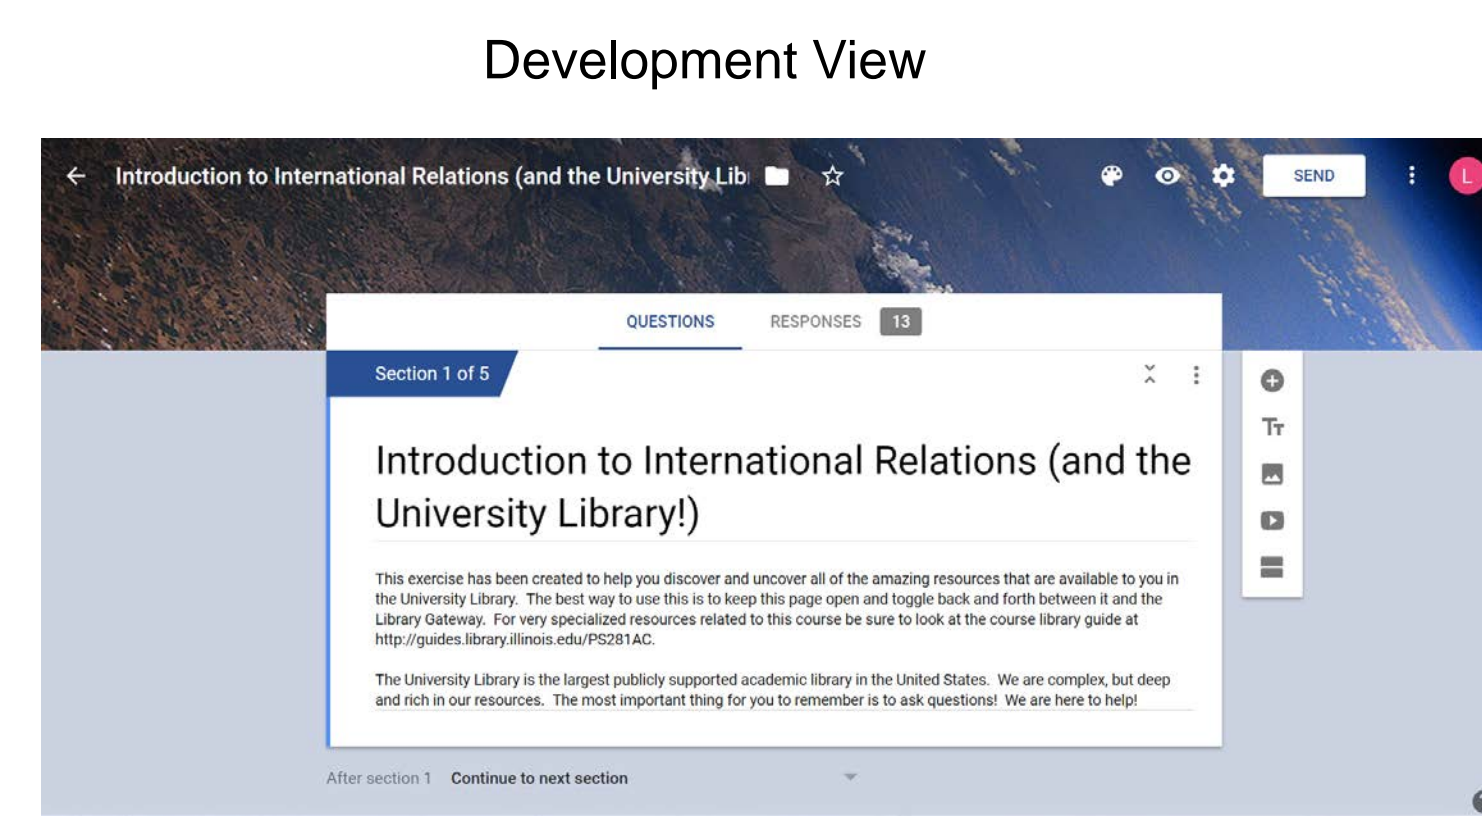 Development View
Introduction to International Relations (and the University Lib
SEND
L
QUESTIONS RESPONSES 13
Section 1 of 5
Tт
Introduction to International Relations (and the
University Library!)
This exercise has been created to help you discover and uncover all of the amazing resources that are available to you in
the University Library. The best way to use this is to keep this page open and toggle back and forth between it and the
Library Gateway. For very specialized resources related to this course be sure to look at the course library guide at
http://guides.library.illinois.edu/PS281AC.
The University Library is the largest publicly supported academic library in the United States. We are complex, but deep
and rich in our resources. The most important thing for you to remember is to ask questions! We are here to help!
After section 1 Continue to next section